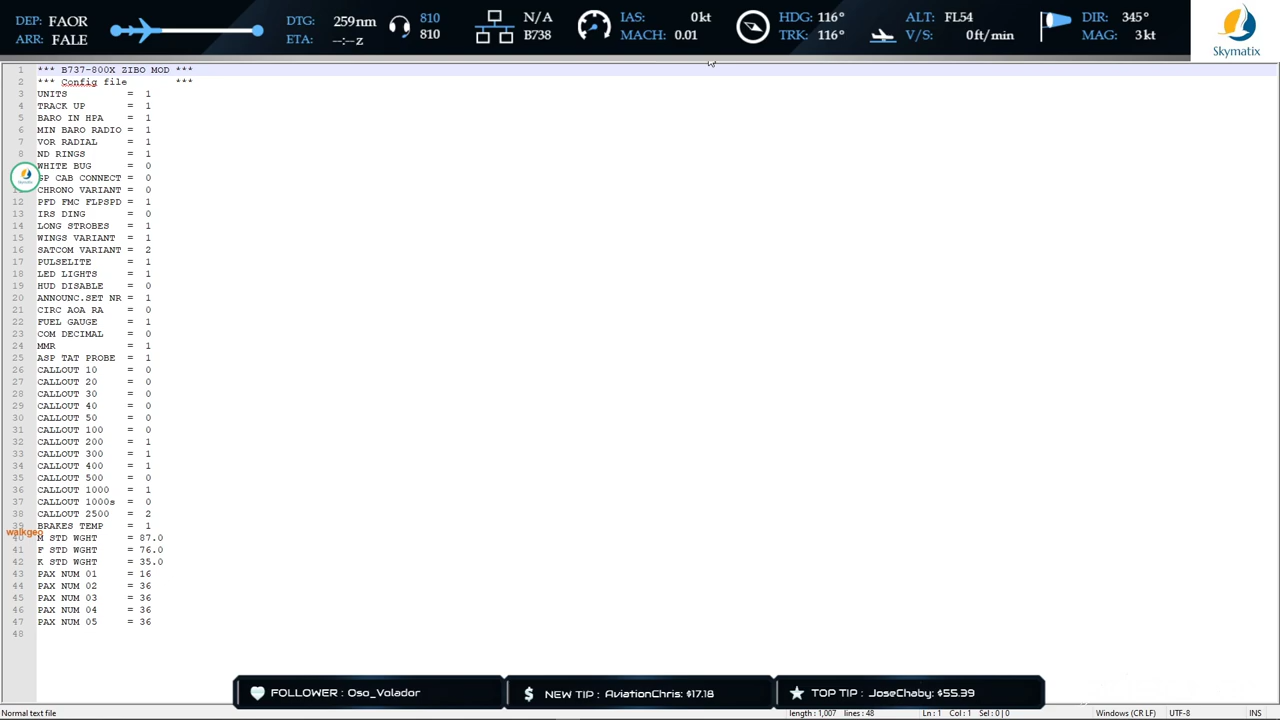 DEP: FAOR
ARR: FALE
DTG: 259nm
ETA: --:--z
810
810
N/A
B738
IAS: 0kt
MACH: 0.01
HDG: 116°
TRK: 116°
ALT: FL54
V/S: 0ft/min
DIR: 345°
MAG: 3kt
Skymatix
1 *** B737-800X ZIBO MOD ***
2 *** Config file ***
3 UNITS = 1
4 TRACK UP = 1
5 BARO IN HPA = 1
6 MIN BARO RADIO = 1
7 VOR RADIAL = 1
8 ND RINGS = 1
WHITE BUG = 0
GP CAB CONNECT = 0
CHRONO VARIANT = 0
12 PFD FMC FLPSPD = 1
13 IRS DING = 0
14 LONG STROBES = 1
15 WINGS VARIANT = 1
16 SATCOM VARIANT = 2
17 PULSELITE = 1
18 LED LIGHTS = 1
19 HUD DISABLE = 0
20 ANNOUNC.SET NR = 1
21 CIRC AOA RA = 0
22 FUEL GAUGE = 1
23 COM DECIMAL = 0
24 MMR = 1
25 ASP TAT PROBE = 1
26 CALLOUT 10 = 0
27 CALLOUT 20 = 0
28 CALLOUT 30 = 0
29 CALLOUT 40 = 0
30 CALLOUT 50 = 0
31 CALLOUT 100 = 0
32 CALLOUT 200 = 1
33 CALLOUT 300 = 1
34 CALLOUT 400 = 1
35 CALLOUT 500 = 0
36 CALLOUT 1000 = 1
37 CALLOUT 1000s = 0
38 CALLOUT 2500 = 2
39 BRAKES TEMP = 1
walkgeo
40 M STD WGHT = 87.0
41 F STD WGHT = 76.0
42 K STD WGHT = 35.0
43 PAX NUM 01 = 16
44 PAX NUM 02 = 36
45 PAX NUM 03 = 36
46 PAX NUM 04 = 36
47 PAX NUM 05 = 36
48
FOLLOWER : Oso_Volador
NEW TIP : AviationChris: $17.18
TOP TIP : JoseChaby: $55.39
Normal text file
length : 1,007 lines : 48
Ln : 1 Col : 1 Sel : 0 | 0
Windows (CR LF)
UTF-8
INS